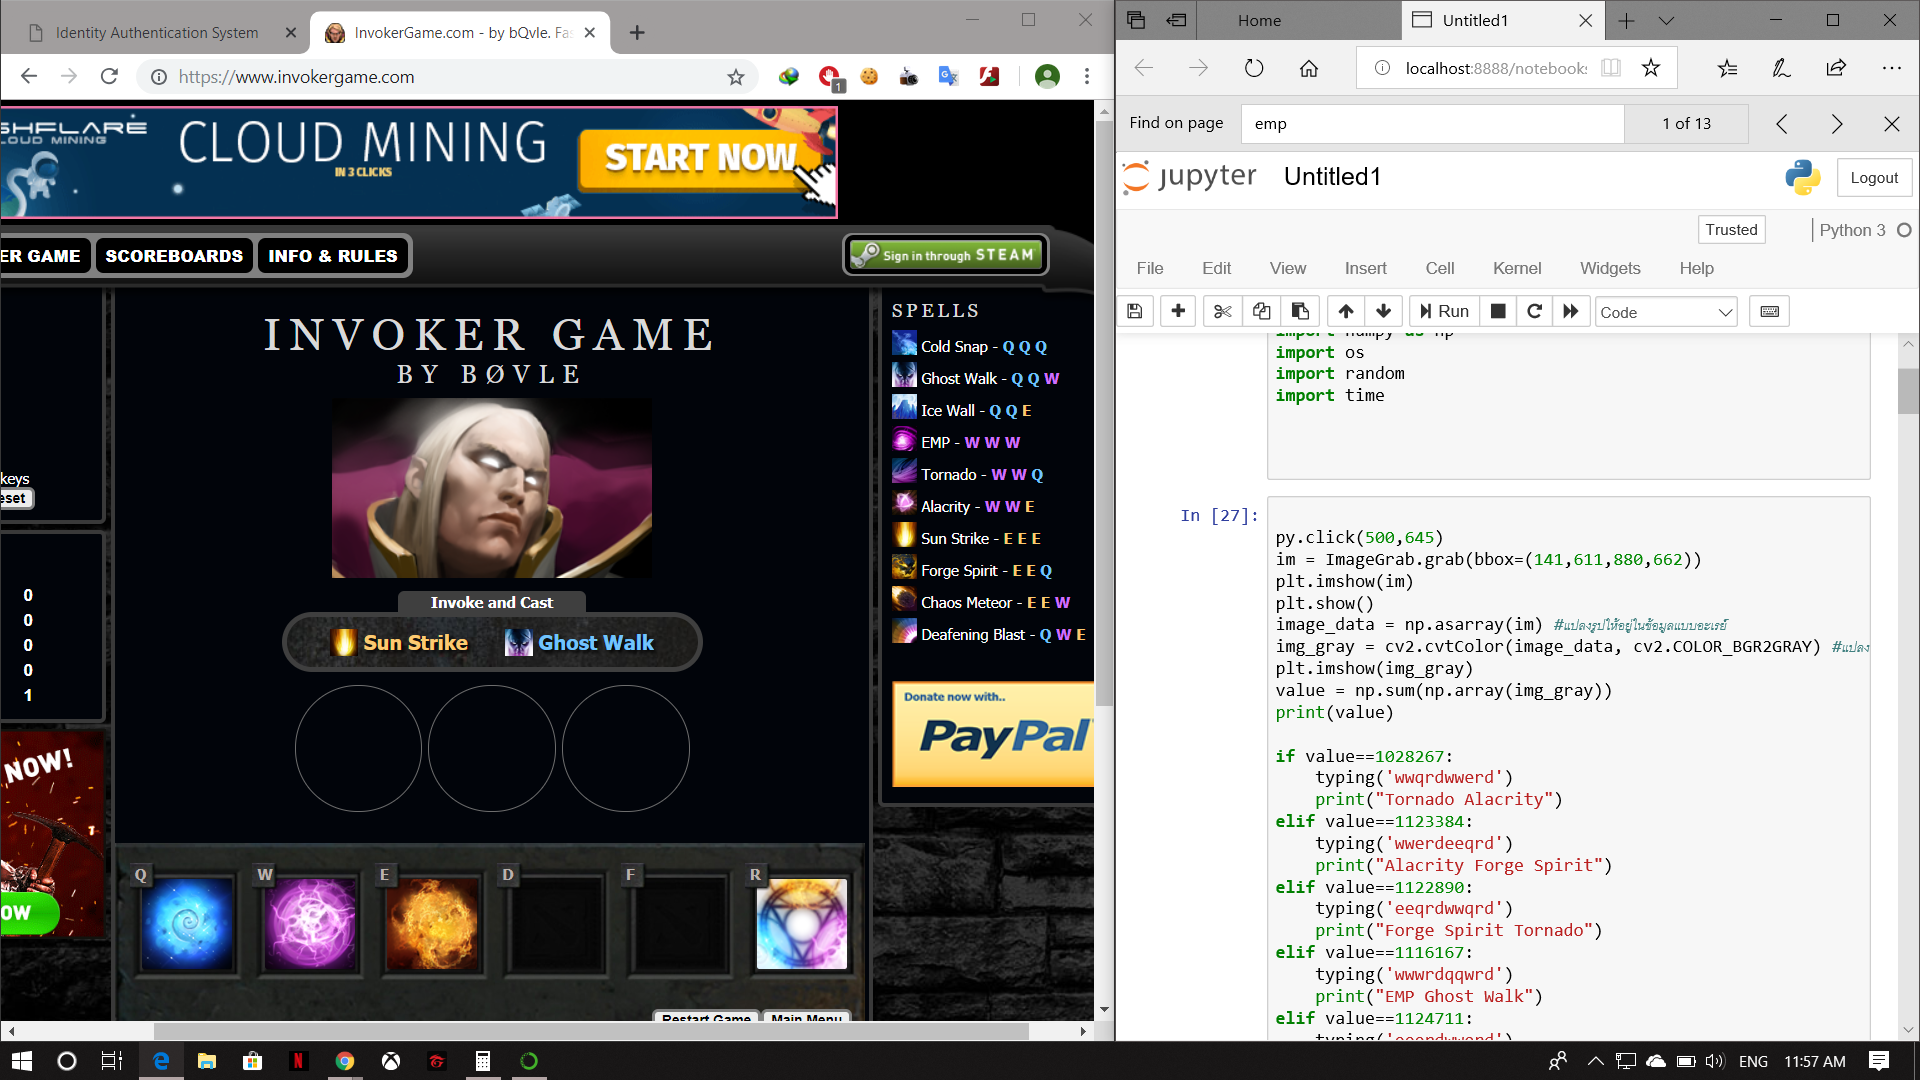 Identity Authentication System
InvokerGame.com - by bQvle. Fa
https://www.invokergame.com
1
SHFLARE
LOUD MINING
CLOUD MINING
IN 3 CLICKS
START NOW
ER GAME
SCOREBOARDS
INFO & RULES
Sign in through STEAM
keys
eset
0
0
0
0
1
NOW!
OW
INVOKER GAME
BY BØVLE
Invoke and Cast
Sun Strike
Ghost Walk
Q
W
E
D
F
R
Restart Game
Main Menu
SPELLS
Cold Snap - Q Q Q
Ghost Walk - Q Q W
Ice Wall - Q Q E
EMP - W W W
Tornado - W W Q
Alacrity - W W E
Sun Strike - E E E
Forge Spirit - E E Q
Chaos Meteor - E E W
Deafening Blast - Q W E
Donate now with..
PayPal
Home
Untitled1
localhost:8888/notebooks
Find on page
emp
1 of 13
jupyter
Untitled1
Logout
Trusted
Python 3
File
Edit
View
Insert
Cell
Kernel
Widgets
Help
Run
Code
import numpy as np
import os
import random
import time
In [27]:
py.click(500,645)
im = ImageGrab.grab(bbox=(141,611,880,662))
plt.imshow(im)
plt.show()
image_data = np.asarray(im) #แปลงรูปให้อยู่ในข้อมูลแบบอะเรย์
img_gray = cv2.cvtColor(image_data, cv2.COLOR_BGR2GRAY) #แปลง
plt.imshow(img_gray)
value = np.sum(np.array(img_gray))
print(value)
if value==1028267:
typing('wwqrdwwerd')
print("Tornado Alacrity")
elif value==1123384:
typing('wwerdeeqrd')
print("Alacrity Forge Spirit")
elif value==1122890:
typing('eeqrdwwqrd')
print("Forge Spirit Tornado")
elif value==1116167:
typing('wwwrdqqwrd')
print("EMP Ghost Walk")
elif value==1124711:
ENG
11:57 AM